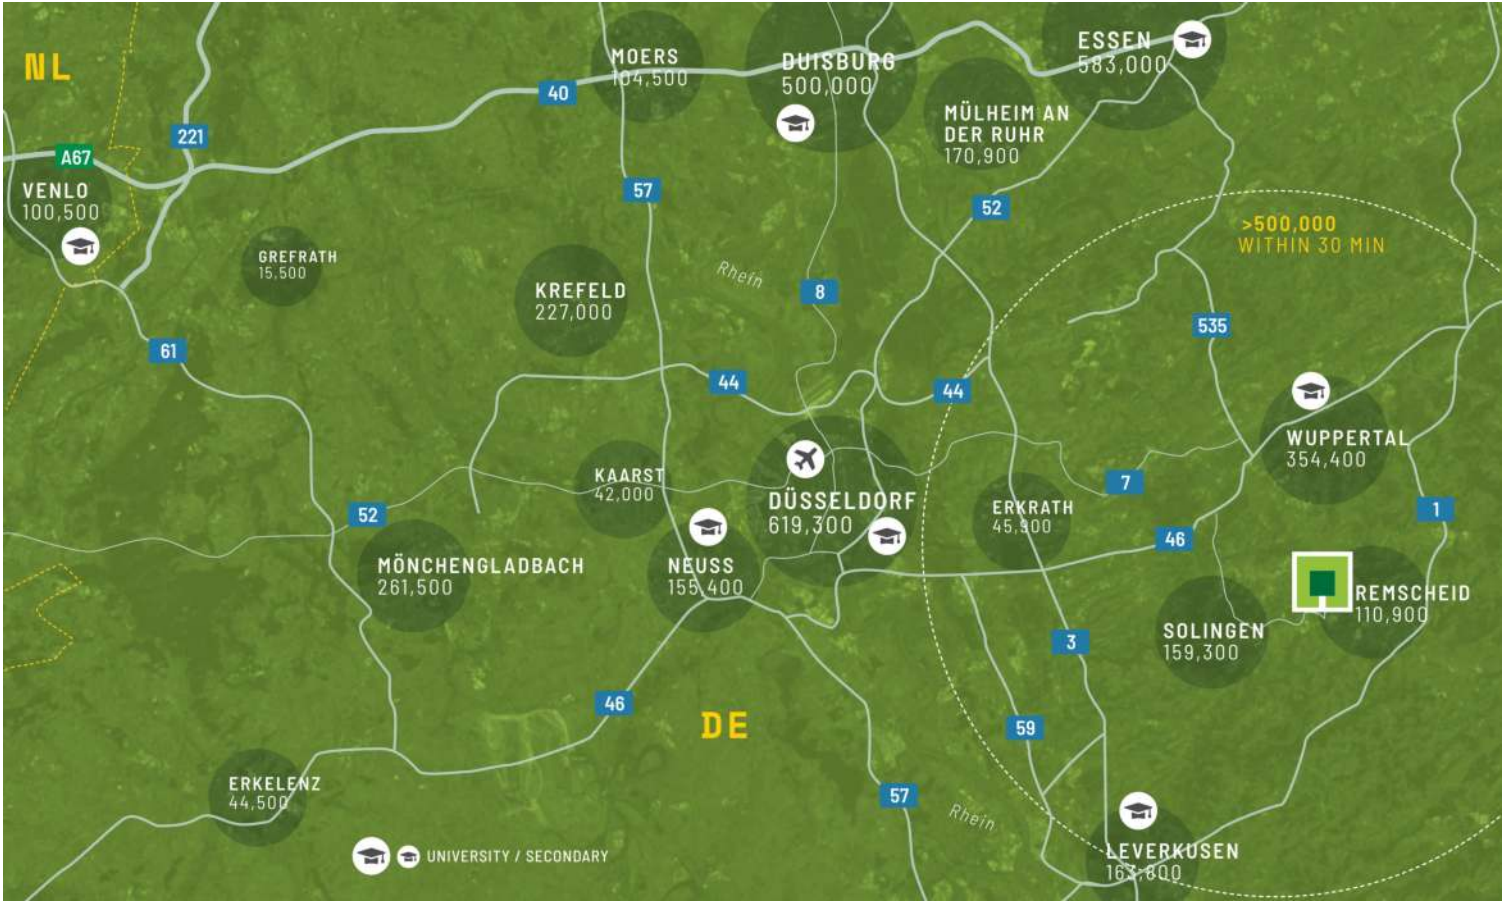 NL
MOERS
104,500
DUISBURG
500,000
ESSEN
583,000
40
MÜLHEIM AN
DER RUHR
170,900
221
A67
VENLO
100,500
57
52
>500,000
WITHIN 30 MIN
GREFRATH
15,500
Rhein
KREFELD
227,000
8
535
61
44
44
WUPPERTAL
354,400
KAARST
42,000
7
DÜSSELDORF
619,300
ERKRATH
45,900
1
52
46
MÖNCHENGLADBACH
261,500
NEUSS
155,400
REMSCHEID
110,900
SOLINGEN
159,300
3
46
DE
59
ERKELENZ
44,500
57
Rhein
LEVERKUSEN
163,800
UNIVERSITY / SECONDARY